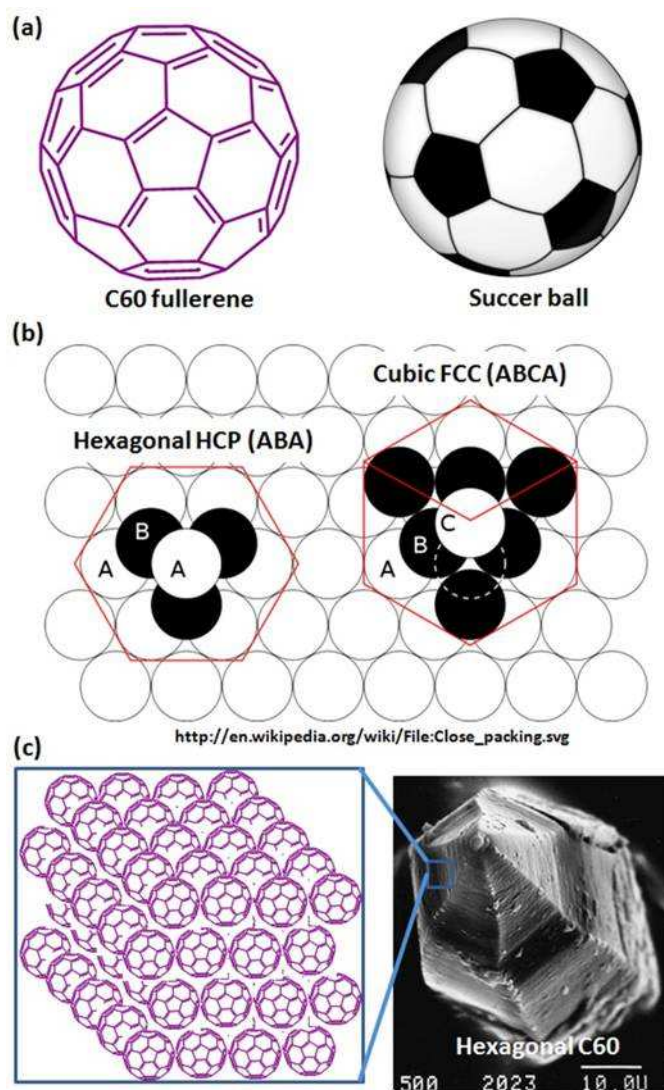 (a)
C60 fullerene
Succer ball
(b)
Cubic FCC (ABCA)
Hexagonal HCP (ABA)
C
B
B
A
A
A
http://en.wikipedia.org/wiki/File:Close_packing.svg
(c)
Hexagonal C60
500 2023 10.0U